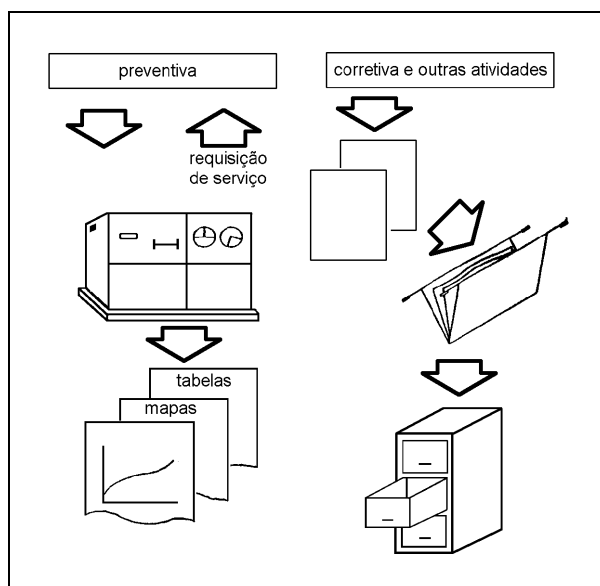 preventiva
corretiva e outras atividades
requisição
de serviço
tabelas
mapas